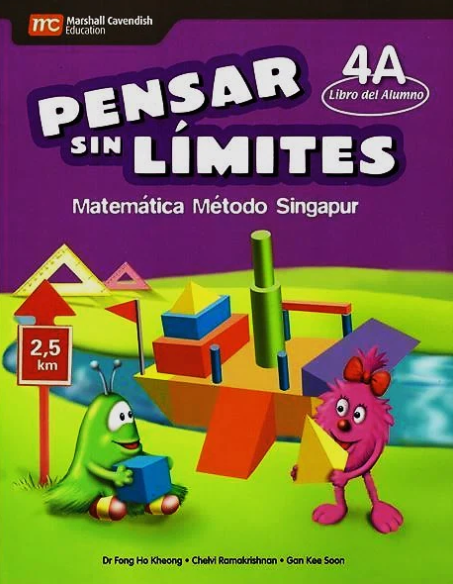 mc Marshall Cavendish
Education
4A
Libro del Alumno
PENSAR
SIN LÍMITES
Matemática Método Singapur
2,5
km
Dr Fong Ho Kheong • Chelvi Ramakrishnan • Gan Kee Soon